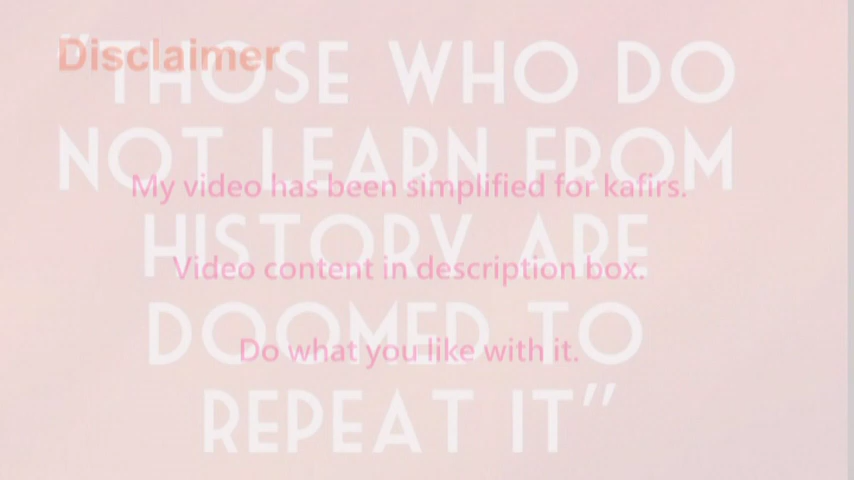 Disclaimer
“THOSE WHO DO
NOT LEARN FROM
My video has been simplified for kafirs.
HISTORY ARE
Video content in description box.
DOOMED TO
Do what you like with it.
REPEAT IT”